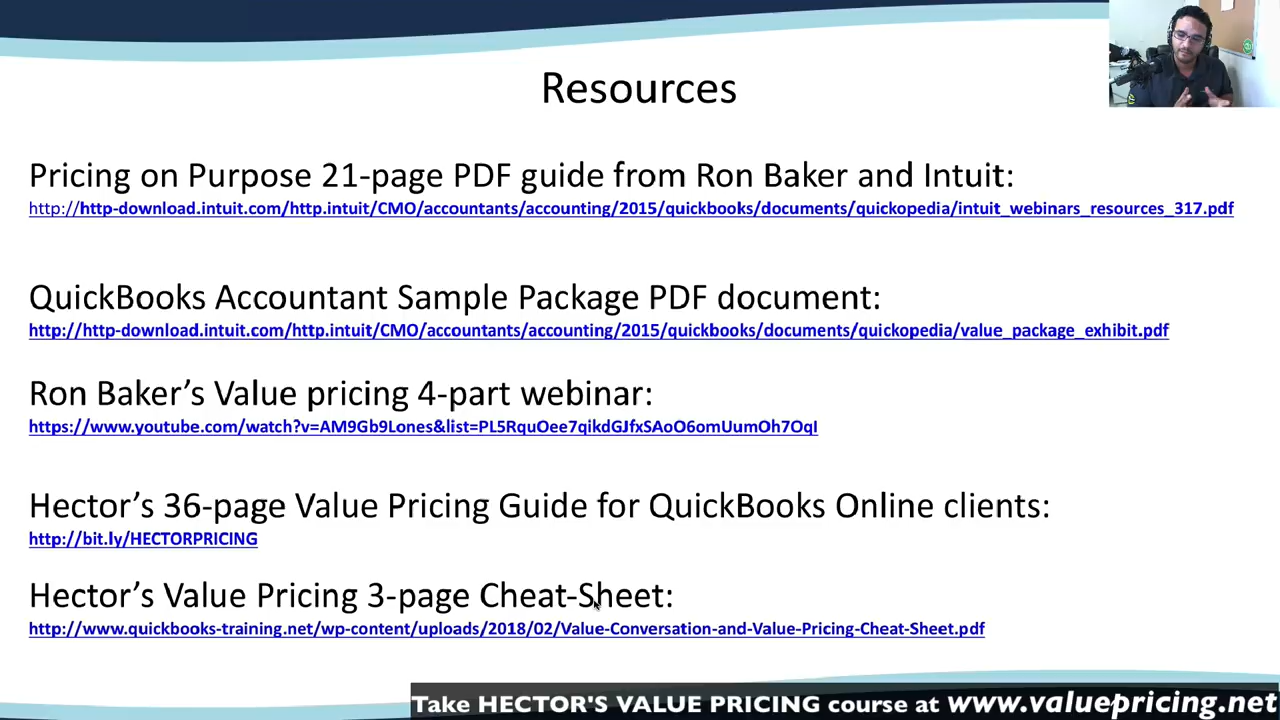 Resources
Pricing on Purpose 21-page PDF guide from Ron Baker and Intuit:
http://http-download.intuit.com/http.intuit/CMO/accountants/accounting/2015/quickbooks/documents/quickopedia/intuit_webinars_resources_317.pdf
QuickBooks Accountant Sample Package PDF document:
http://http-download.intuit.com/http.intuit/CMO/accountants/accounting/2015/quickbooks/documents/quickopedia/value_package_exhibit.pdf
Ron Baker’s Value pricing 4-part webinar:
https://www.youtube.com/watch?v=AM9Gb9Lones&list=PL5RquOee7qikdGJfxSAoO6omUumOh7OqI
Hector’s 36-page Value Pricing Guide for QuickBooks Online clients:
http://bit.ly/HECTORPRICING
Hector’s Value Pricing 3-page Cheat-Sheet:
http://www.quickbooks-training.net/wp-content/uploads/2018/02/Value-Conversation-and-Value-Pricing-Cheat-Sheet.pdf
Take HECTOR'S VALUE PRICING course at www.valuepricing.net